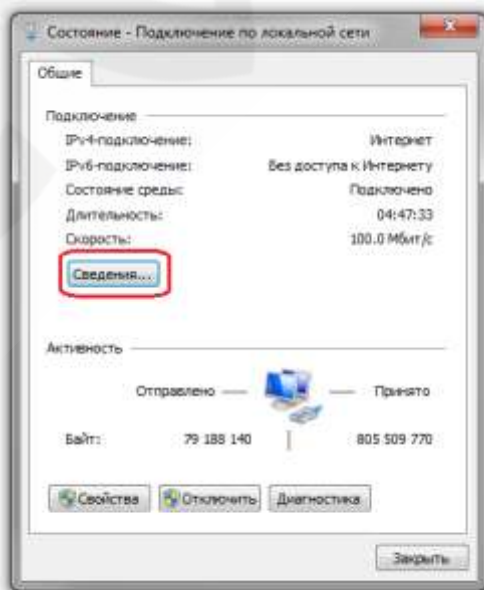 Состояние - Подключение по локальной сети
Общие
Подключение
IPv4-подключение: Интернет
IPv6-подключение: Без доступа к Интернету
Состояние среды: Подключено
Длительность: 04:47:33
Скорость: 100.0 Мбит/с
Сведения...
Активность
Отправлено — Принято
Байт: 79 188 140 805 509 770
Свойства Отключить Диагностика
Закрыть